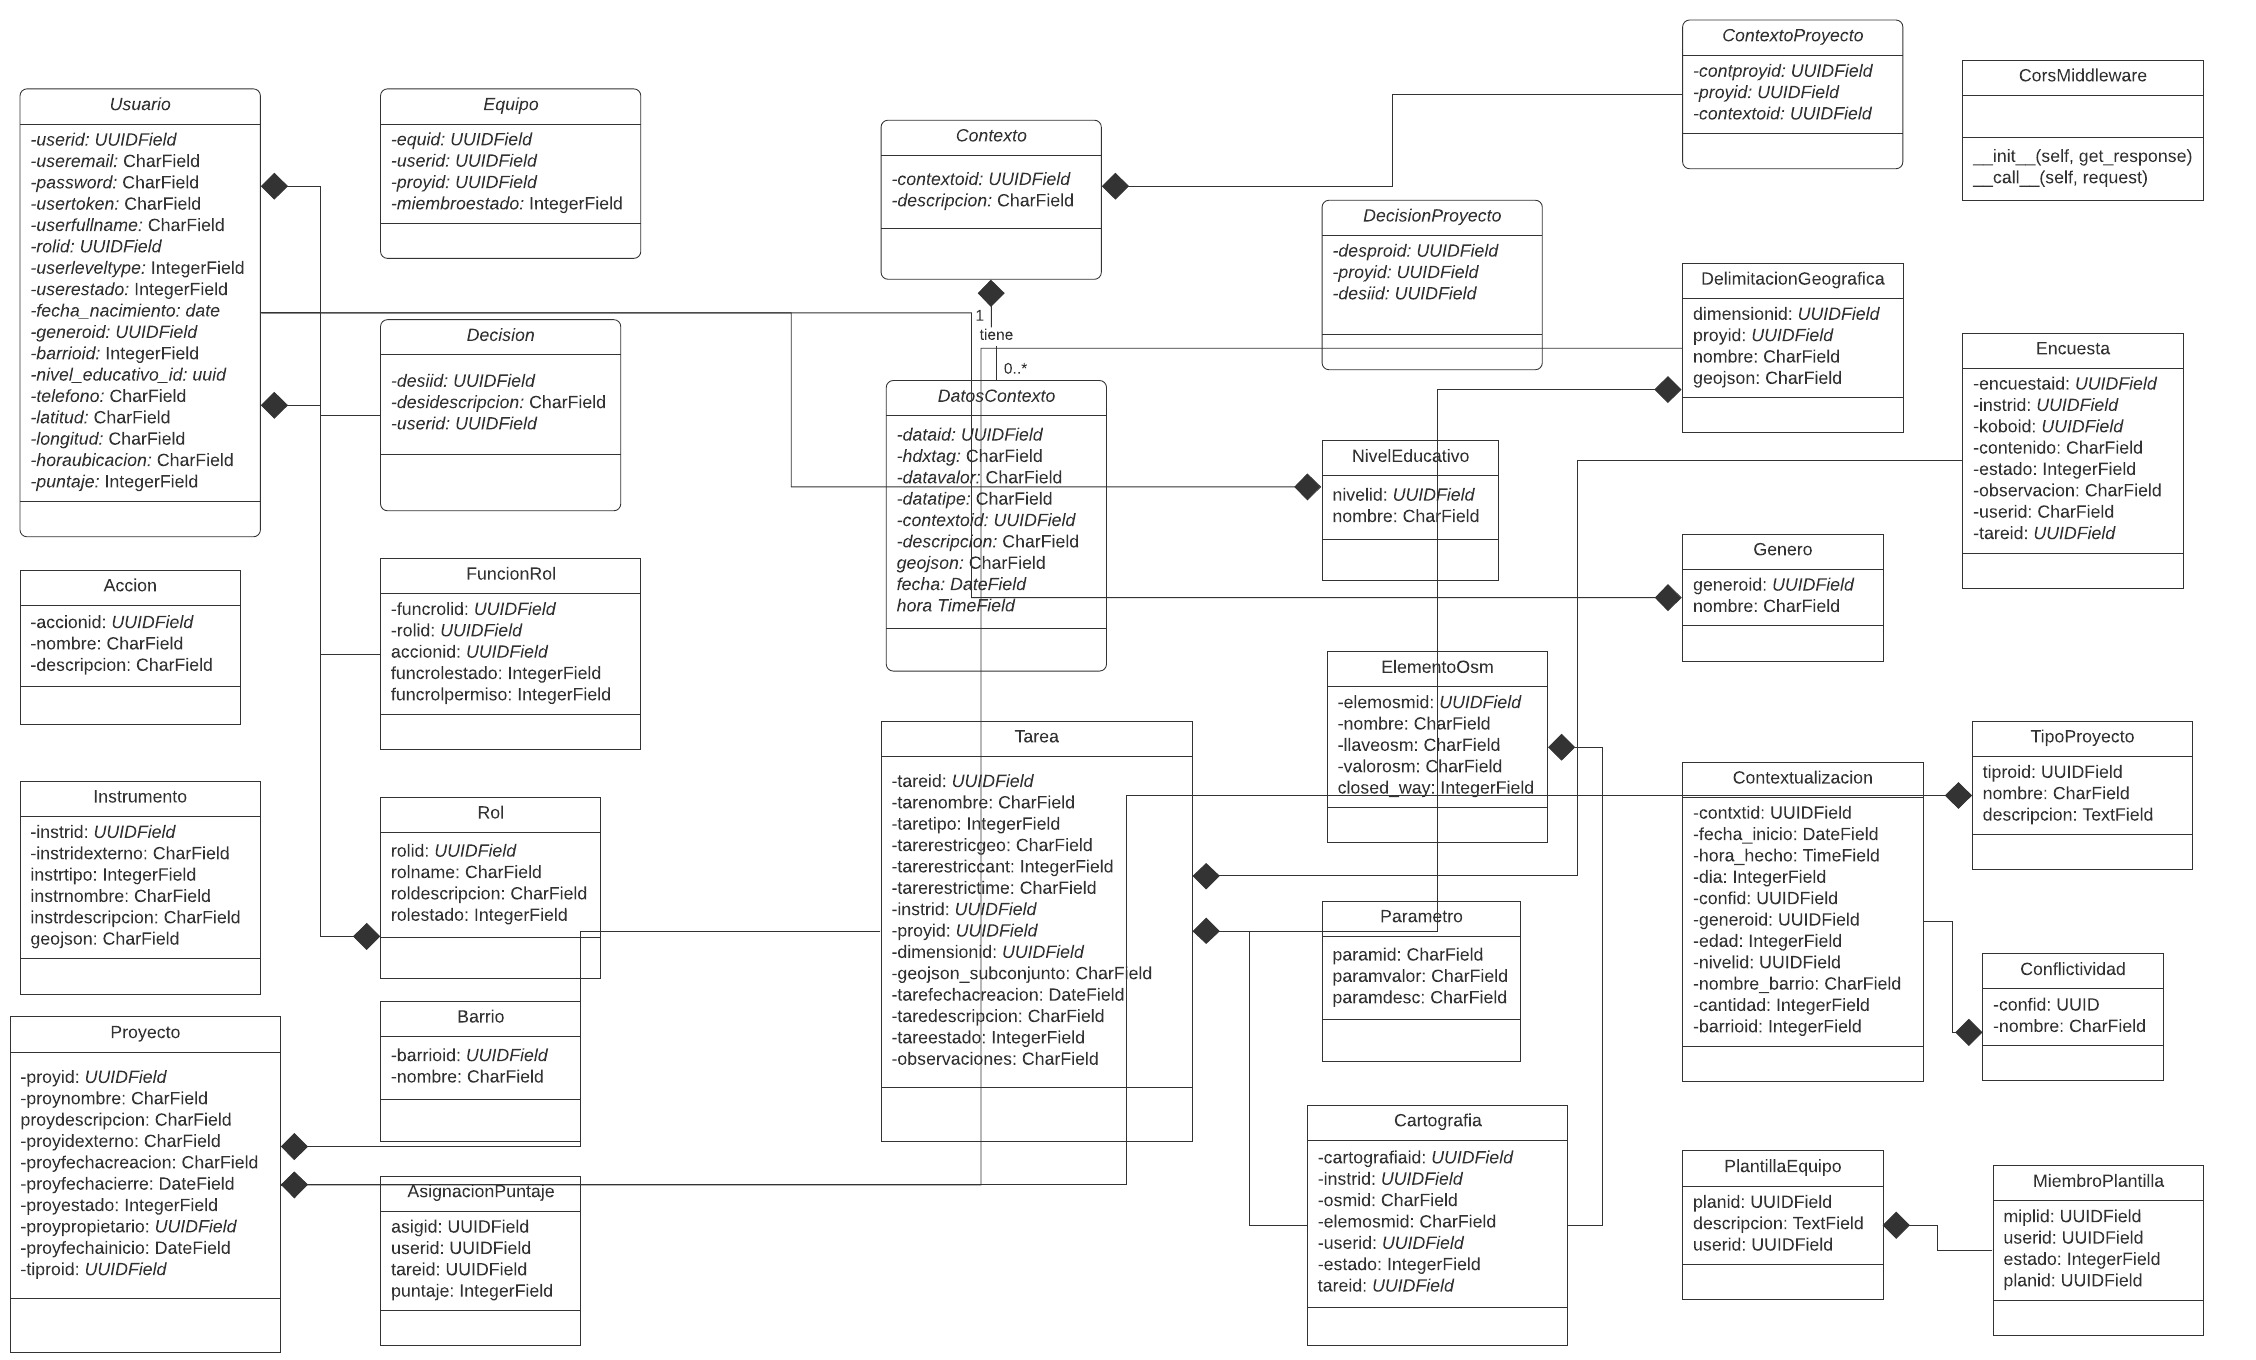 Usuario
-userid: UUIDField
-useremail: CharField
-password: CharField
-usertoken: CharField
-userfullname: CharField
-rolid: UUIDField
-userleveltype: IntegerField
-userestado: IntegerField
-fecha_nacimiento: date
-generoid: UUIDField
-barrioid: IntegerField
-nivel_educativo_id: uuid
-telefono: CharField
-latitud: CharField
-longitud: CharField
-horaubicacion: CharField
-puntaje: IntegerField
Accion
-accionid: UUIDField
-nombre: CharField
-descripcion: CharField
Instrumento
-instrid: UUIDField
-instridexterno: CharField
instrtipo: IntegerField
instrnombre: CharField
instrdescripcion: CharField
geojson: CharField
Proyecto
-proyid: UUIDField
-proynombre: CharField
proydescripcion: CharField
-proyidexterno: CharField
-proyfechacreacion: CharField
-proyfechacierre: DateField
-proyestado: IntegerField
-proypropietario: UUIDField
-proyfechainicio: DateField
-tiproid: UUIDField
Equipo
-equid: UUIDField
-userid: UUIDField
-proyid: UUIDField
-miembroestado: IntegerField
Decision
-desiid: UUIDField
-desidescripcion: CharField
-userid: UUIDField
FuncionRol
-funcrolid: UUIDField
-rolid: UUIDField
accionid: UUIDField
funcrolestado: IntegerField
funcrolpermiso: IntegerField
Rol
rolid: UUIDField
rolname: CharField
roldescripcion: CharField
rolestado: IntegerField
Barrio
-barrioid: UUIDField
-nombre: CharField
AsignacionPuntaje
asigid: UUIDField
userid: UUIDField
tareid: UUIDField
puntaje: IntegerField
Contexto
-contextoid: UUIDField
-descripcion: CharField
1
tiene
0..*
DatosContexto
-dataid: UUIDField
-hdxtag: CharField
-datavalor: CharField
-datatipe: CharField
-contextoid: UUIDField
-descripcion: CharField
geojson: CharField
fecha: DateField
hora TimeField
Tarea
-tareid: UUIDField
-tarenombre: CharField
-taretipo: IntegerField
-tarerestricgeo: CharField
-tarerestriccant: IntegerField
-tarerestrictime: CharField
-instrid: UUIDField
-proyid: UUIDField
-dimensionid: UUIDField
-geojson_subconjunto: CharField
-tarefechacreacion: DateField
-taredescripcion: CharField
-tareestado: IntegerField
-observaciones: CharField
DecisionProyecto
-desproid: UUIDField
-proyid: UUIDField
-desiid: UUIDField
NivelEducativo
nivelid: UUIDField
nombre: CharField
ElementoOsm
-elemosmid: UUIDField
-nombre: CharField
-llaveosm: CharField
-valorosm: CharField
closed_way: IntegerField
Parametro
paramid: CharField
paramvalor: CharField
paramdesc: CharField
Cartografia
-cartografiaid: UUIDField
-instrid: UUIDField
-osmid: CharField
-elemosmid: CharField
-userid: UUIDField
-estado: IntegerField
tareid: UUIDField
ContextoProyecto
-contproyid: UUIDField
-proyid: UUIDField
-contextoid: UUIDField
DelimitacionGeografica
dimensionid: UUIDField
proyid: UUIDField
nombre: CharField
geojson: CharField
Genero
generoid: UUIDField
nombre: CharField
Contextualizacion
-contxtid: UUIDField
-fecha_inicio: DateField
-hora_hecho: TimeField
-dia: IntegerField
-confid: UUIDField
-generoid: UUIDField
-edad: IntegerField
-nivelid: UUIDField
-nombre_barrio: CharField
-cantidad: IntegerField
-barrioid: IntegerField
PlantillaEquipo
planid: UUIDField
descripcion: TextField
userid: UUIDField
CorsMiddleware
__init__(self, get_response)
__call__(self, request)
Encuesta
-encuestaid: UUIDField
-instrid: UUIDField
-koboid: UUIDField
-contenido: CharField
-estado: IntegerField
-observacion: CharField
-userid: CharField
-tareid: UUIDField
TipoProyecto
tiproid: UUIDField
nombre: CharField
descripcion: TextField
Conflictividad
-confid: UUID
-nombre: CharField
MiembroPlantilla
miplid: UUIDField
userid: UUIDField
estado: IntegerField
planid: UUIDField